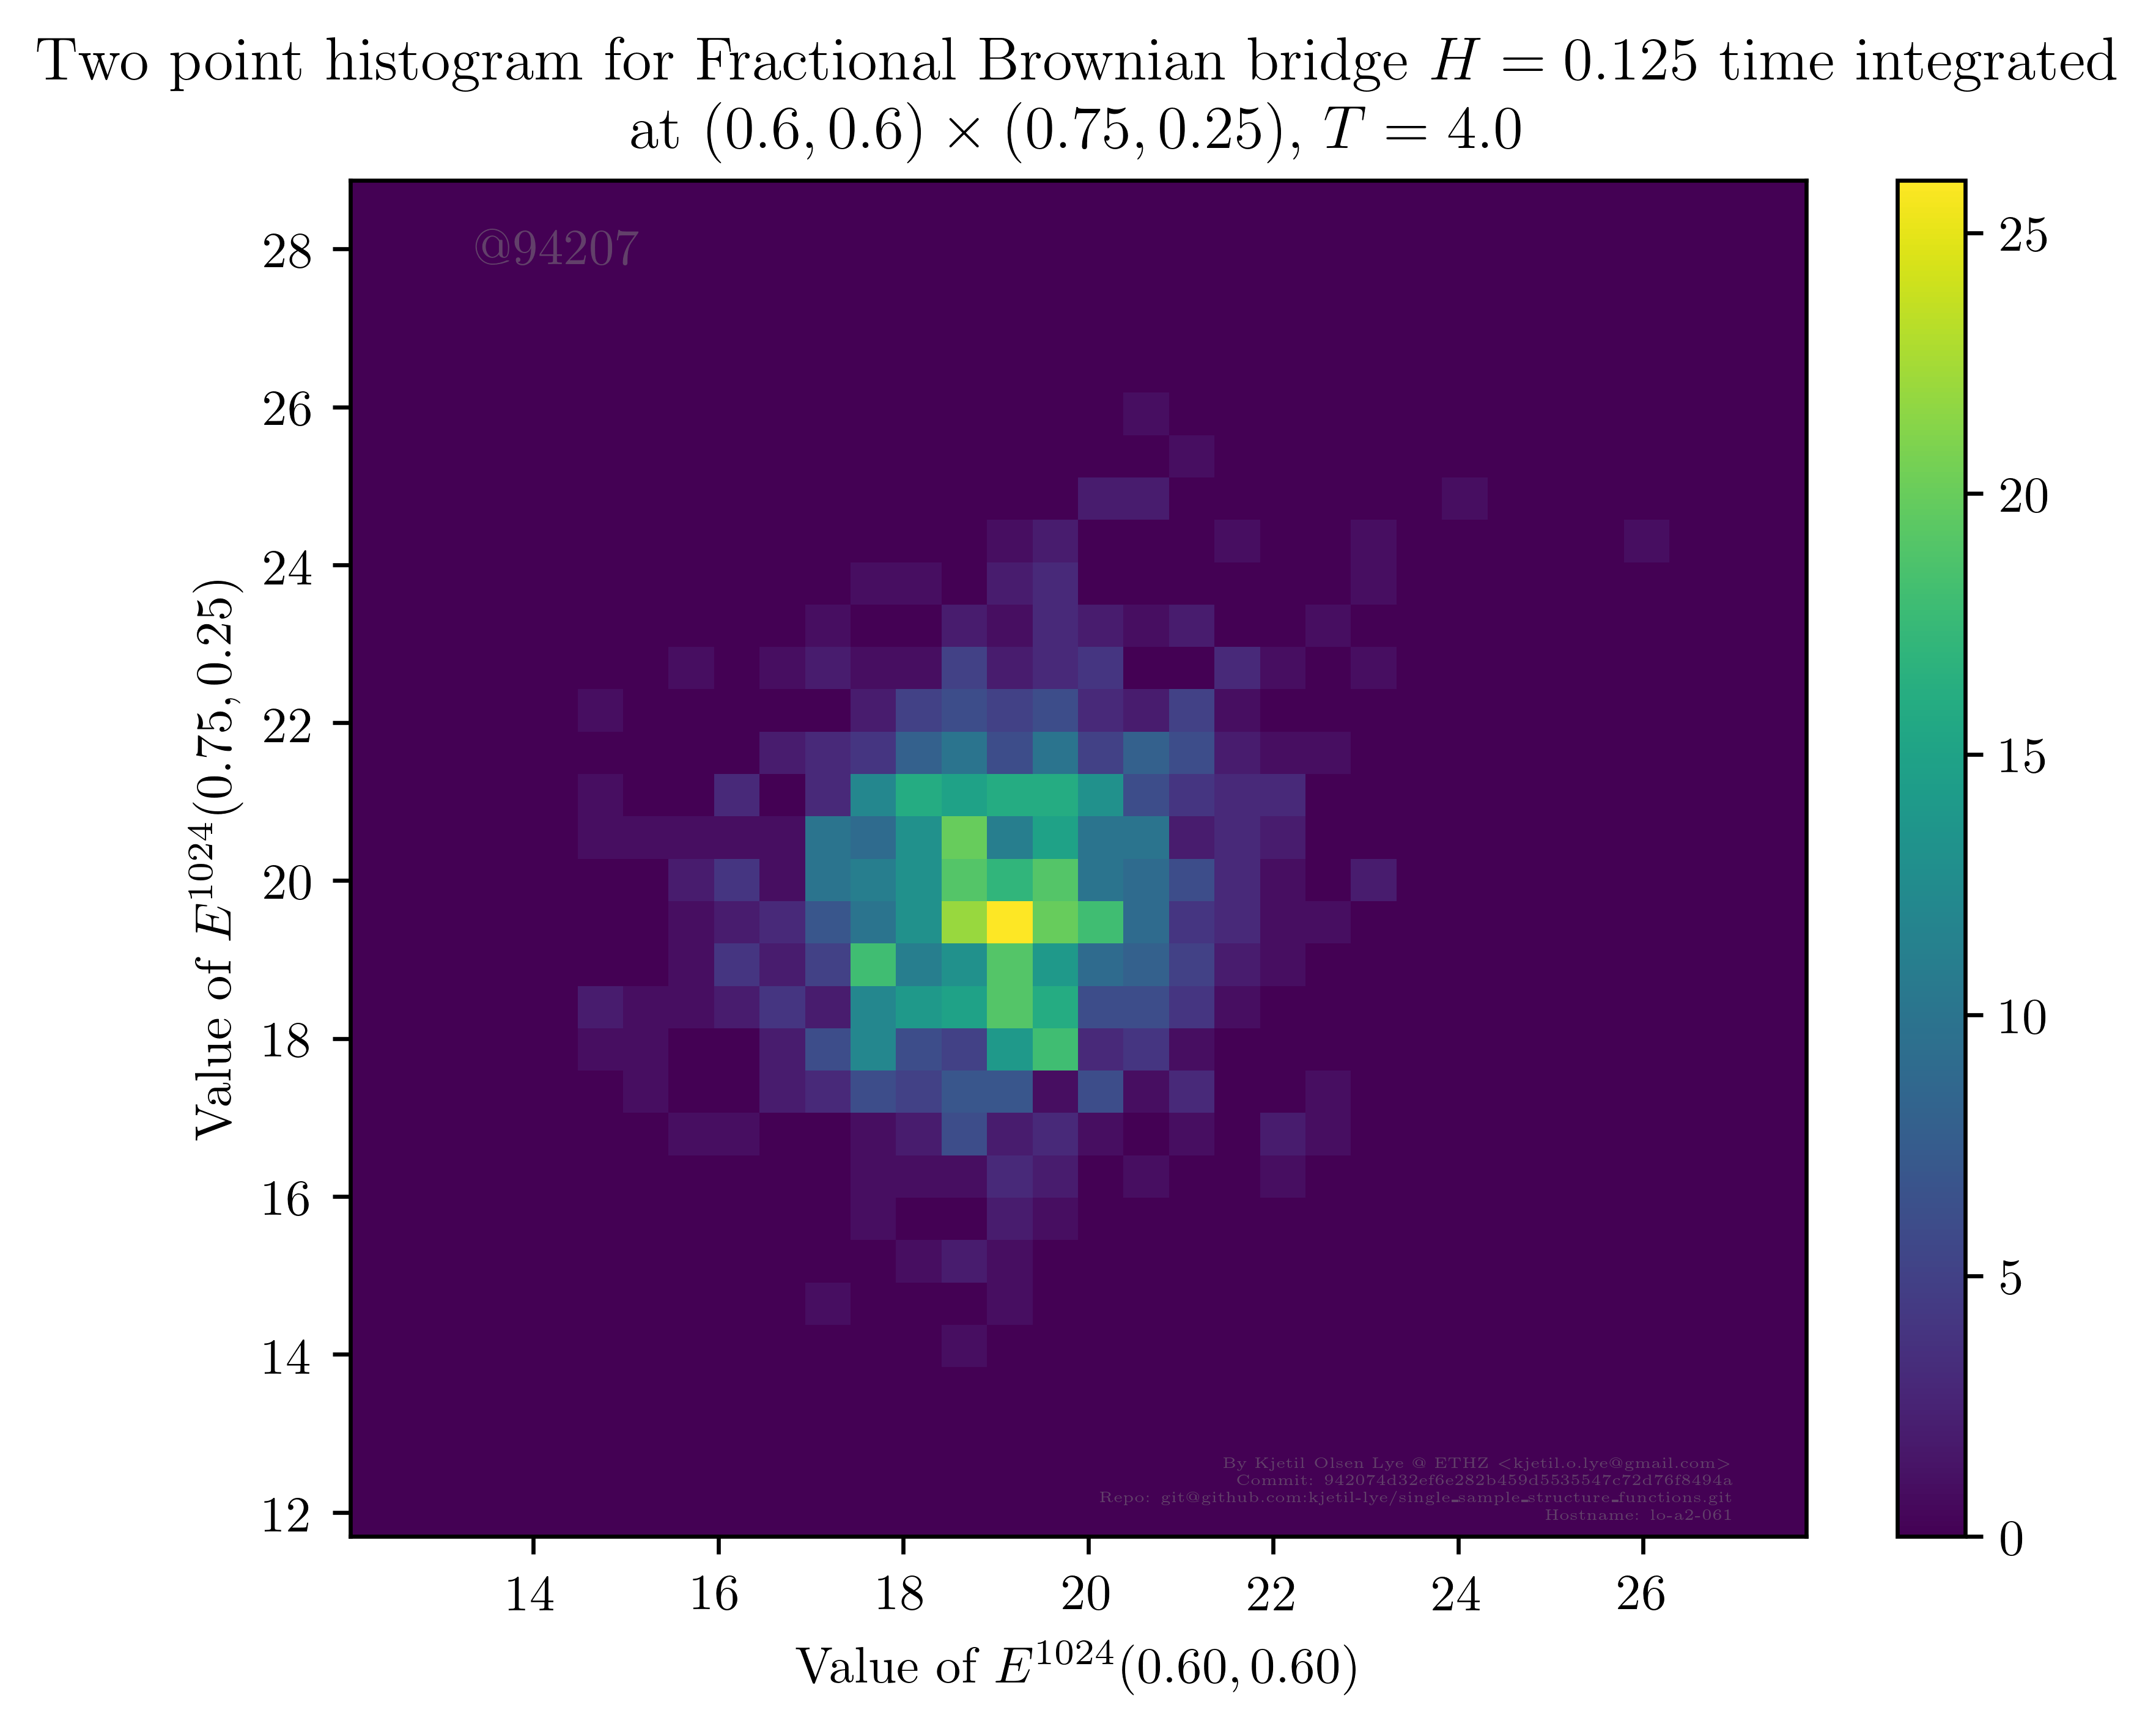 Two point histogram for Fractional Brownian bridge H = 0.125 time integrated
at (0.6, 0.6) × (0.75, 0.25), T = 4.0
@94207
28
26
24
22
20
18
16
14
12
Value of E^1024(0.75, 0.25)
14
16
18
20
22
24
26
Value of E^1024(0.60, 0.60)
25
20
15
10
5
0
By Kjetil Olsen Lye @ ETHZ <kjetil.o.lye@gmail.com>
Commit: 942074d32ef6e282b459d5535547c72d76f8494a
Repo: git@github.com:kjetil-lye/single_sample_structure_functions.git
Hostname: lo-a2-061